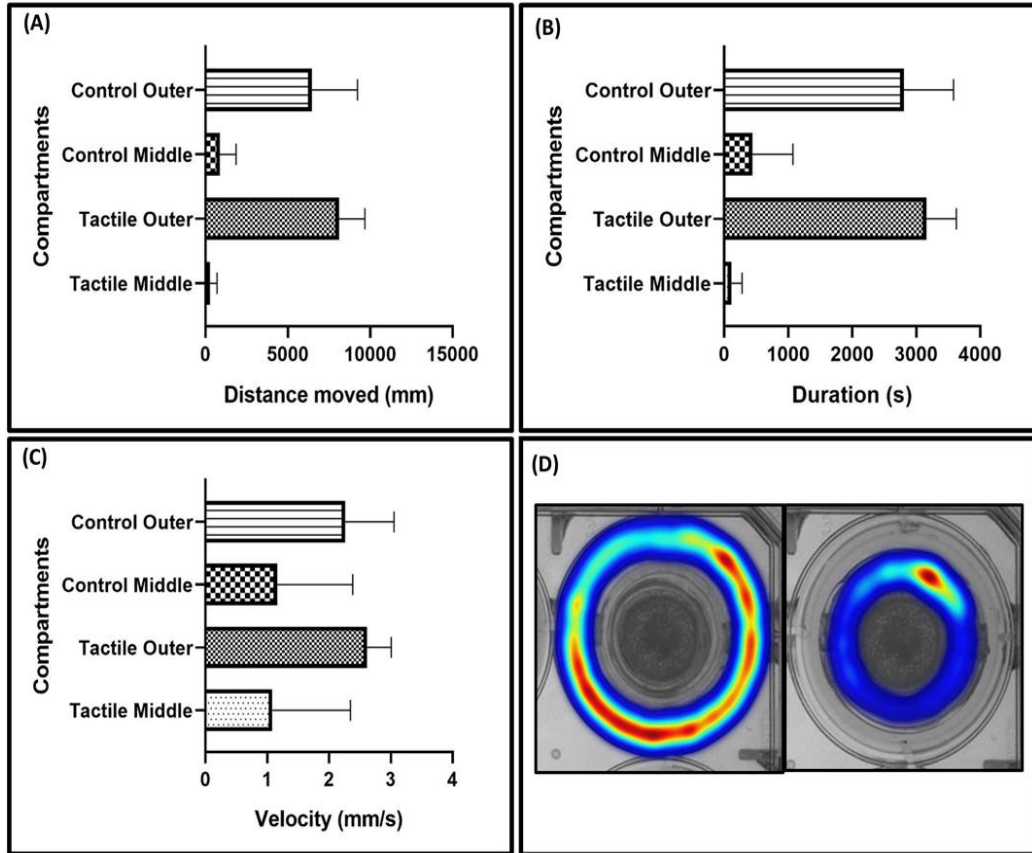 (A)
Compartments
Control Outer
Control Middle
Tactile Outer
Tactile Middle
0 5000 10000 15000
Distance moved (mm)
(B)
Compartments
Control Outer
Control Middle
Tactile Outer
Tactile Middle
0 1000 2000 3000 4000
Duration (s)
(C)
Compartments
Control Outer
Control Middle
Tactile Outer
Tactile Middle
0 1 2 3 4
Velocity (mm/s)
(D)